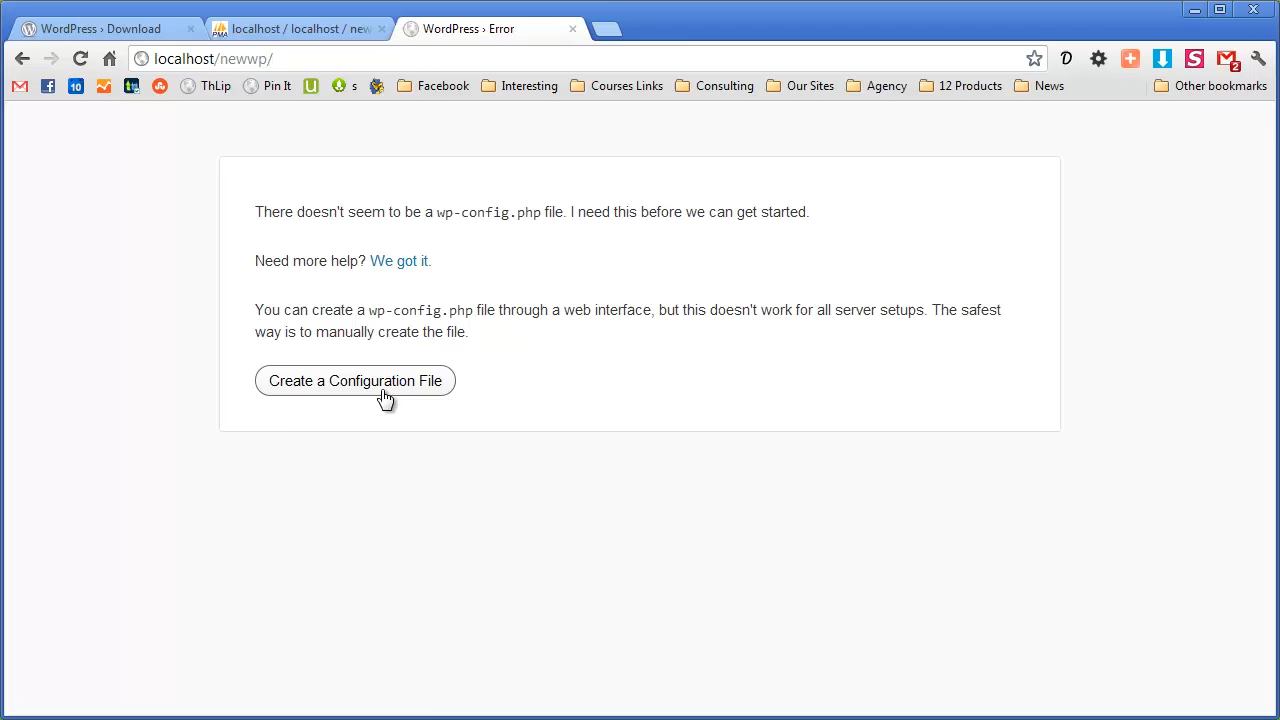 WordPress › Download
localhost / localhost / new
WordPress › Error
localhost/newwp/
2
10
ThLip
Pin It
s
Facebook
Interesting
Courses Links
Consulting
Our Sites
Agency
12 Products
News
Other bookmarks
There doesn't seem to be a wp-config.php file. I need this before we can get started.
Need more help? We got it.
You can create a wp-config.php file through a web interface, but this doesn't work for all server setups. The safest
way is to manually create the file.
Create a Configuration File